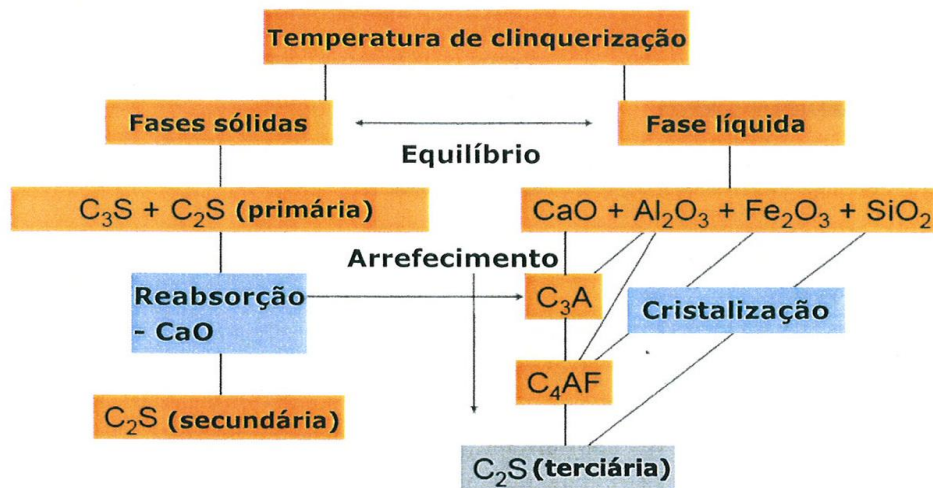 Temperatura de clinquerização
Fases sólidas
Fase líquida
Equilíbrio
C₃S + C₂S (primária)
CaO + Al₂O₃ + Fe₂O₃ + SiO₂
Arrefecimento
Reabsorção
- CaO
C₃A
Cristalização
C₄AF
C₂S (secundária)
C₂S (terciária)